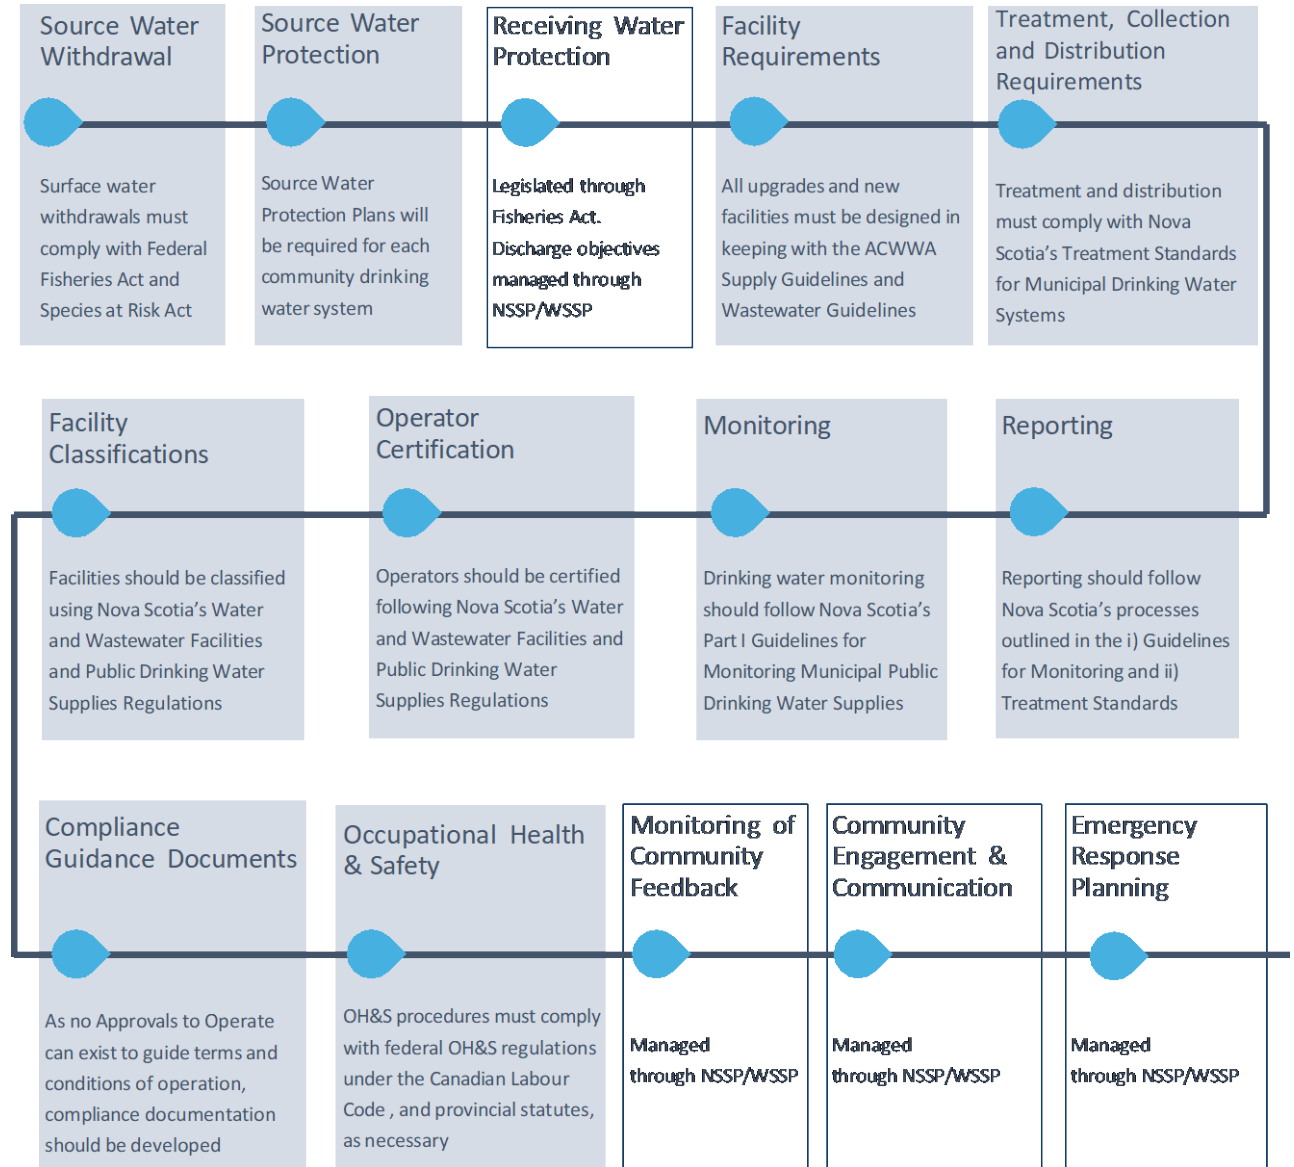 Source Water
Withdrawal
Surface water
withdrawals must
comply with Federal
Fisheries Act and
Species at Risk Act
Source Water
Protection
Source Water
Protection Plans will
be required for each
community drinking
water system
Receiving Water
Protection
Legislated through
Fisheries Act.
Discharge objectives
managed through
NSSP/WSSP
Facility
Requirements
All upgrades and new
facilities must be designed in
keeping with the ACWWA
Supply Guidelines and
Wastewater Guidelines
Treatment, Collection
and Distribution
Requirements
Treatment and distribution
must comply with Nova
Scotia’s Treatment Standards
for Municipal Drinking Water
Systems
Facility
Classifications
Facilities should be classified
using Nova Scotia’s Water
and Wastewater Facilities
and Public Drinking Water
Supplies Regulations
Operator
Certification
Operators should be certified
following Nova Scotia’s Water
and Wastewater Facilities and
Public Drinking Water
Supplies Regulations
Monitoring
Drinking water monitoring
should follow Nova Scotia’s
Part I Guidelines for
Monitoring Municipal Public
Drinking Water Supplies
Reporting
Reporting should follow
Nova Scotia’s processes
outlined in the i) Guidelines
for Monitoring and ii)
Treatment Standards
Compliance
Guidance Documents
As no Approvals to Operate
can exist to guide terms and
conditions of operation,
compliance documentation
should be developed
Occupational Health
& Safety
OH&S procedures must comply
with federal OH&S regulations
under the Canadian Labour
Code , and provincial statutes,
as necessary
Monitoring of
Community
Feedback
Managed
through NSSP/WSSP
Community
Engagement &
Communication
Managed
through NSSP/WSSP
Emergency
Response
Planning
Managed
through NSSP/WSSP